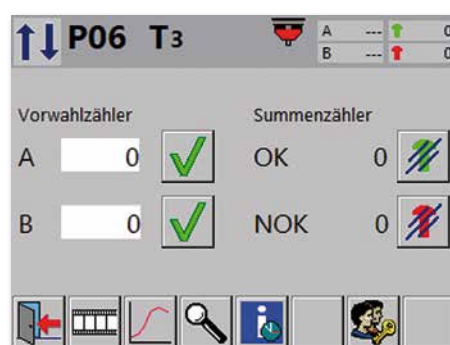 P06 T3
A --- 0
B --- 0
Vorwahlzähler Summenzähler
A 0 OK 0
B 0 NOK 0